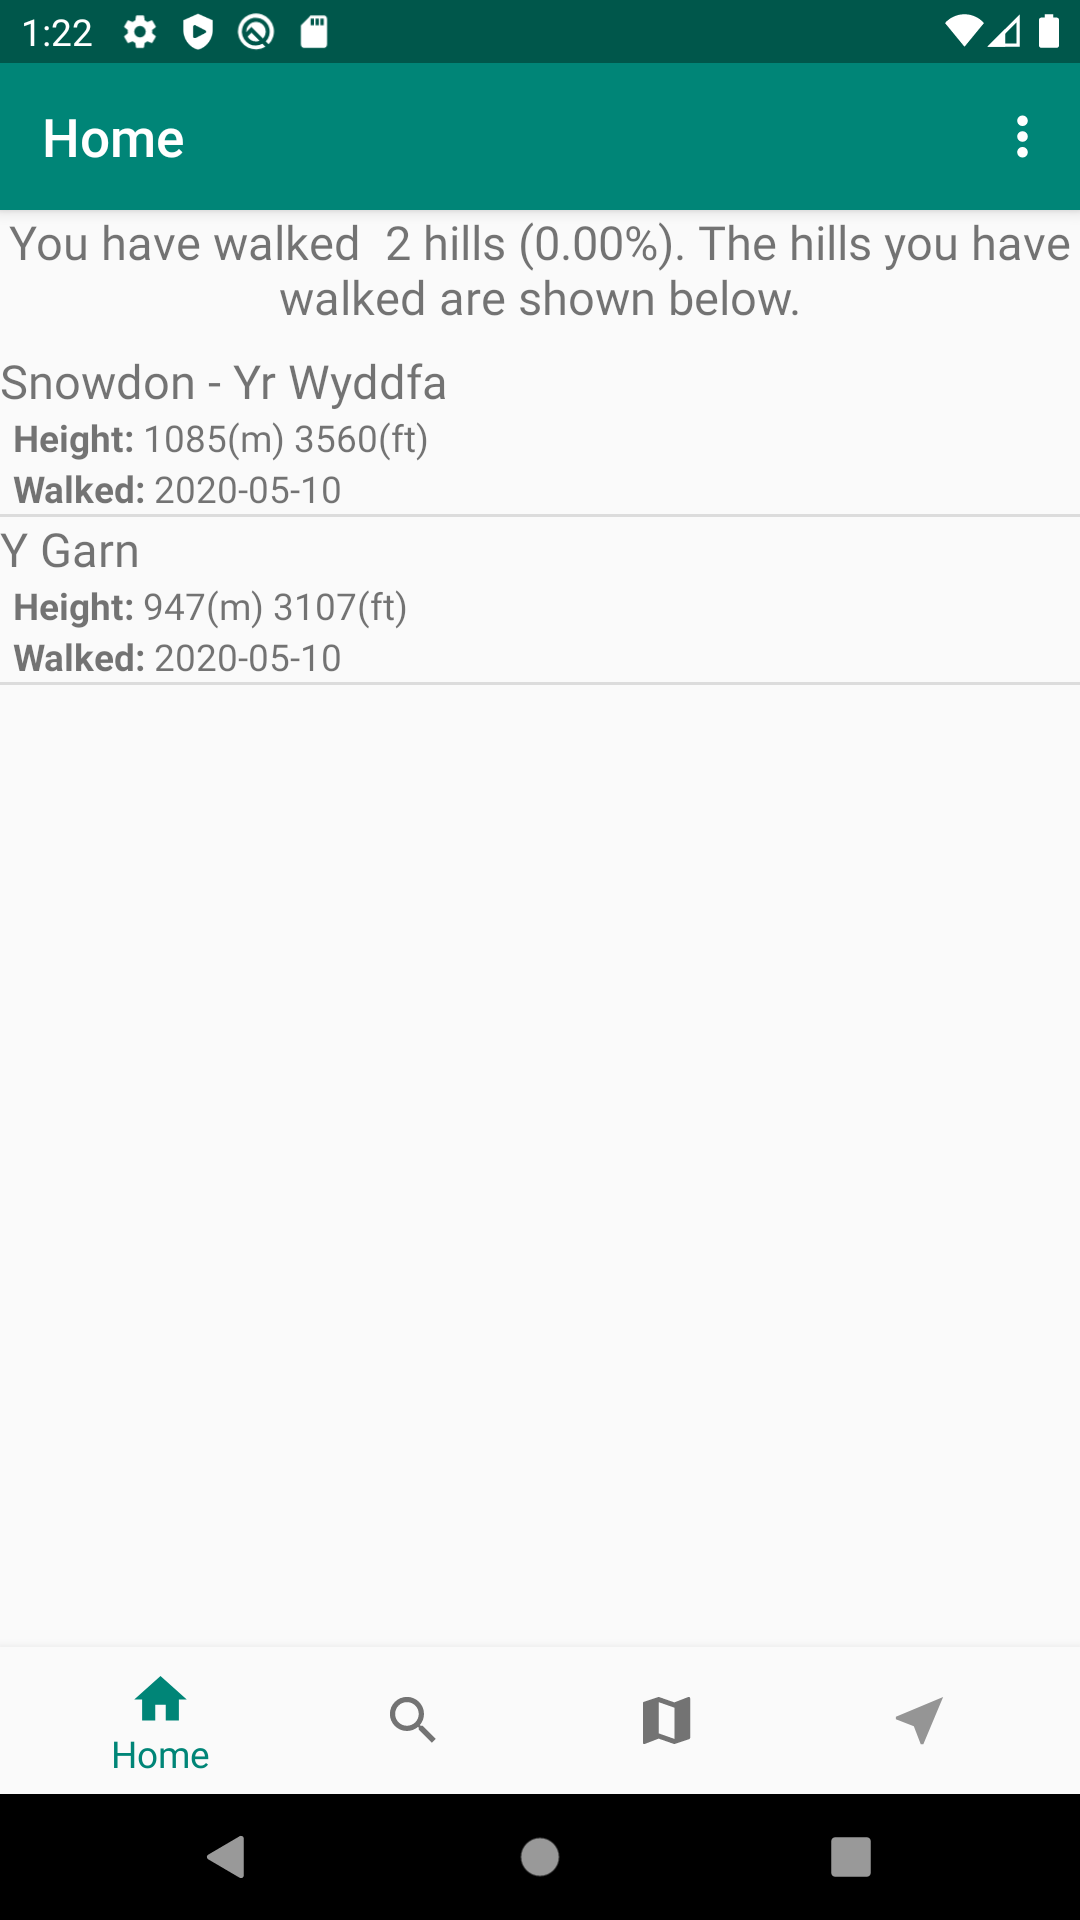 1:22
Home
You have walked  2 hills (0.00%). The hills you have
walked are shown below.
Snowdon - Yr Wyddfa
Height: 1085(m) 3560(ft)
Walked: 2020-05-10
Y Garn
Height: 947(m) 3107(ft)
Walked: 2020-05-10
Home